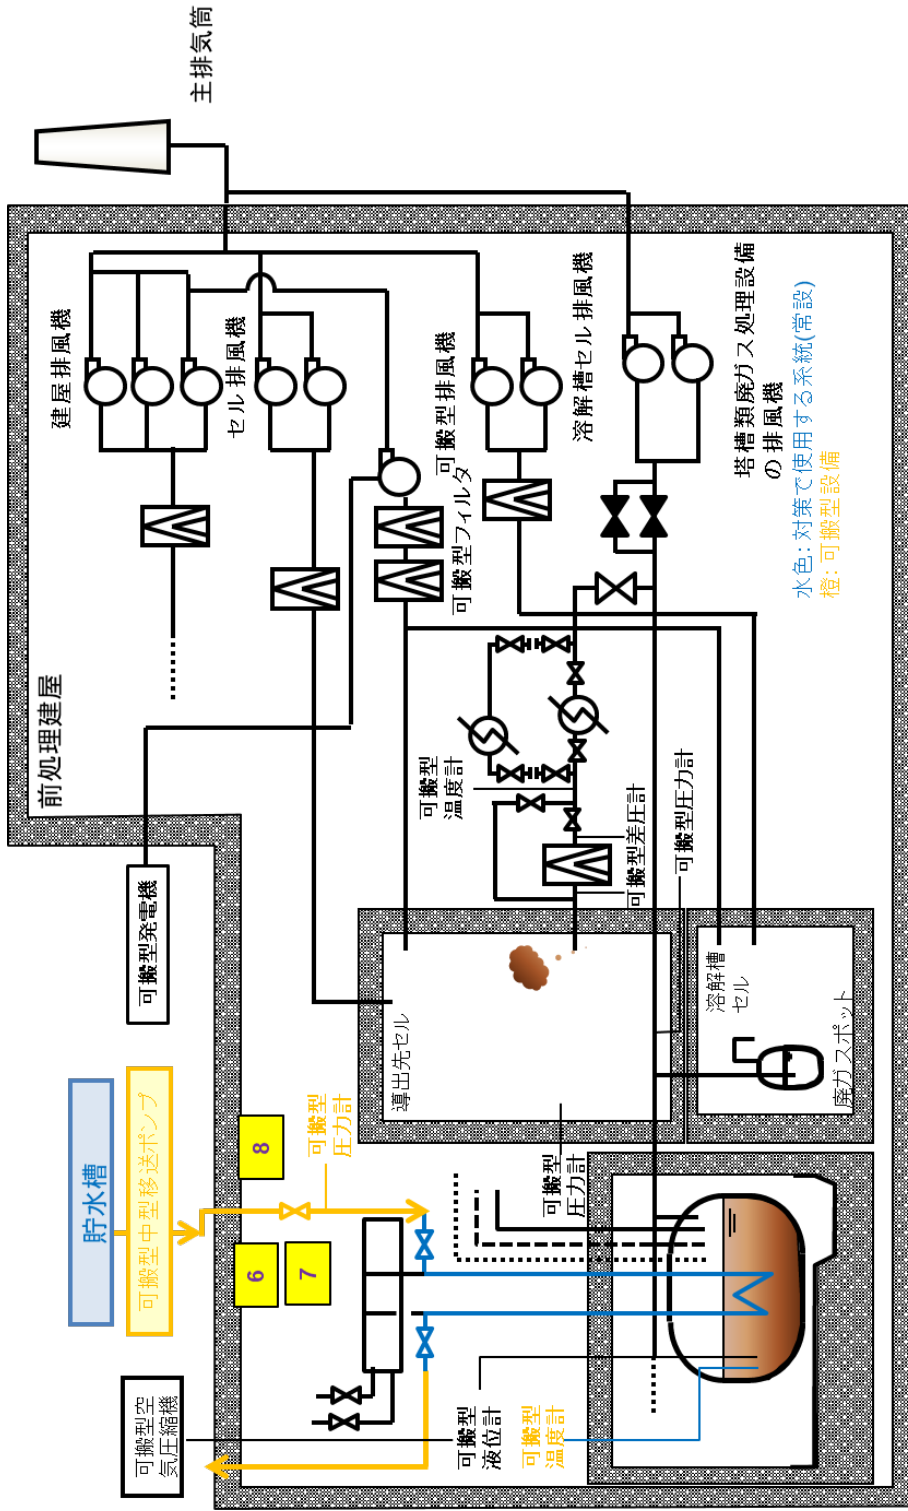 主排気筒
前処理建屋
建屋排風機
セル排風機
可搬型排風機
可搬型フィルタ
溶解槽セル排風機
塔槽類廃ガス処理設備
の排風機
水色：対策で使用する系統(常設)
橙：可搬型設備
可搬型発電機
可搬型
温度計
可搬型差圧計
可搬型圧力計
導出先セル
溶解槽
セル
廃ガスポット
貯水槽
可搬型中型移送ポンプ
8
6
7
可搬型
圧力計
可搬型
圧力計
可搬型空
気圧縮機
可搬型
液位計
可搬型
温度計